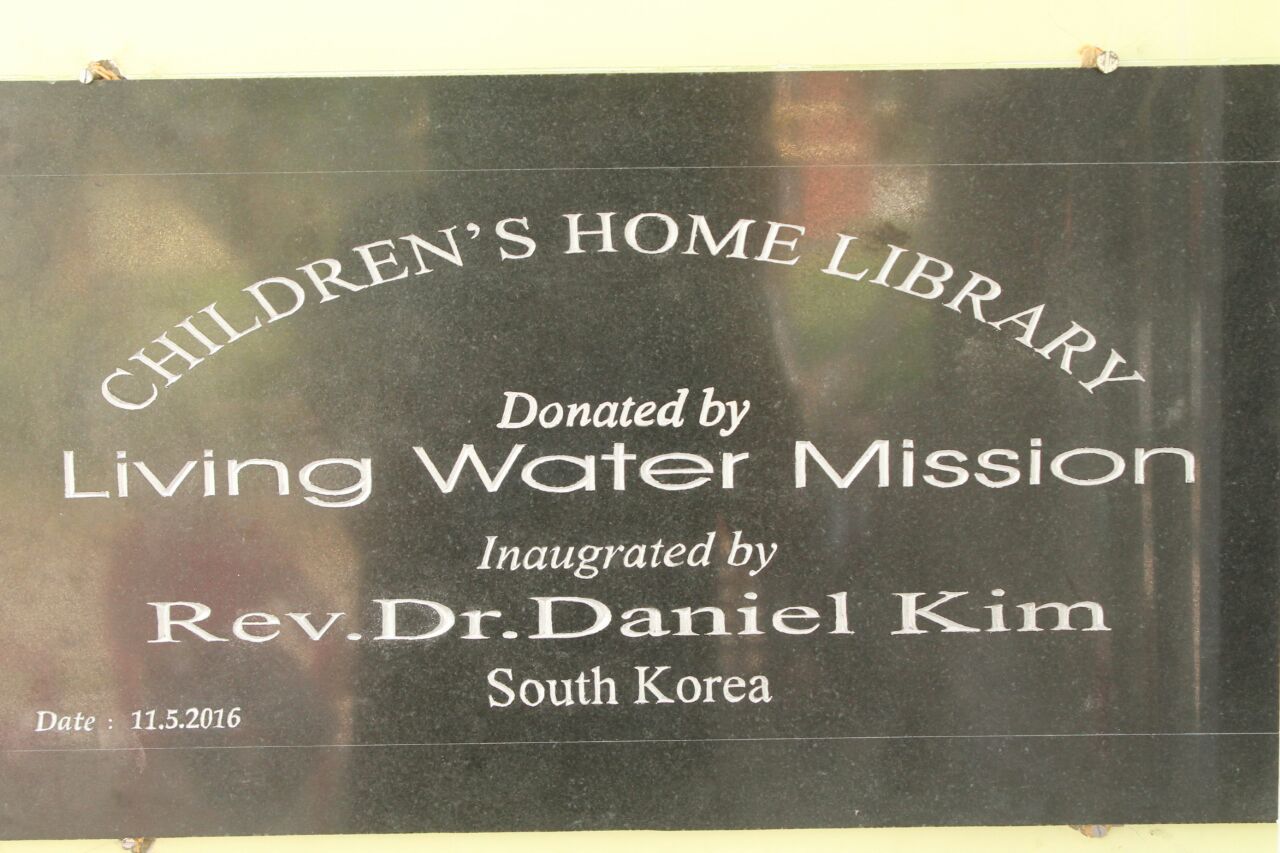 CHILDREN'S HOME LIBRARY
Donated by
Living Water Mission
Inaugrated by
Rev.Dr.Daniel Kim
South Korea
Date : 11.5.2016